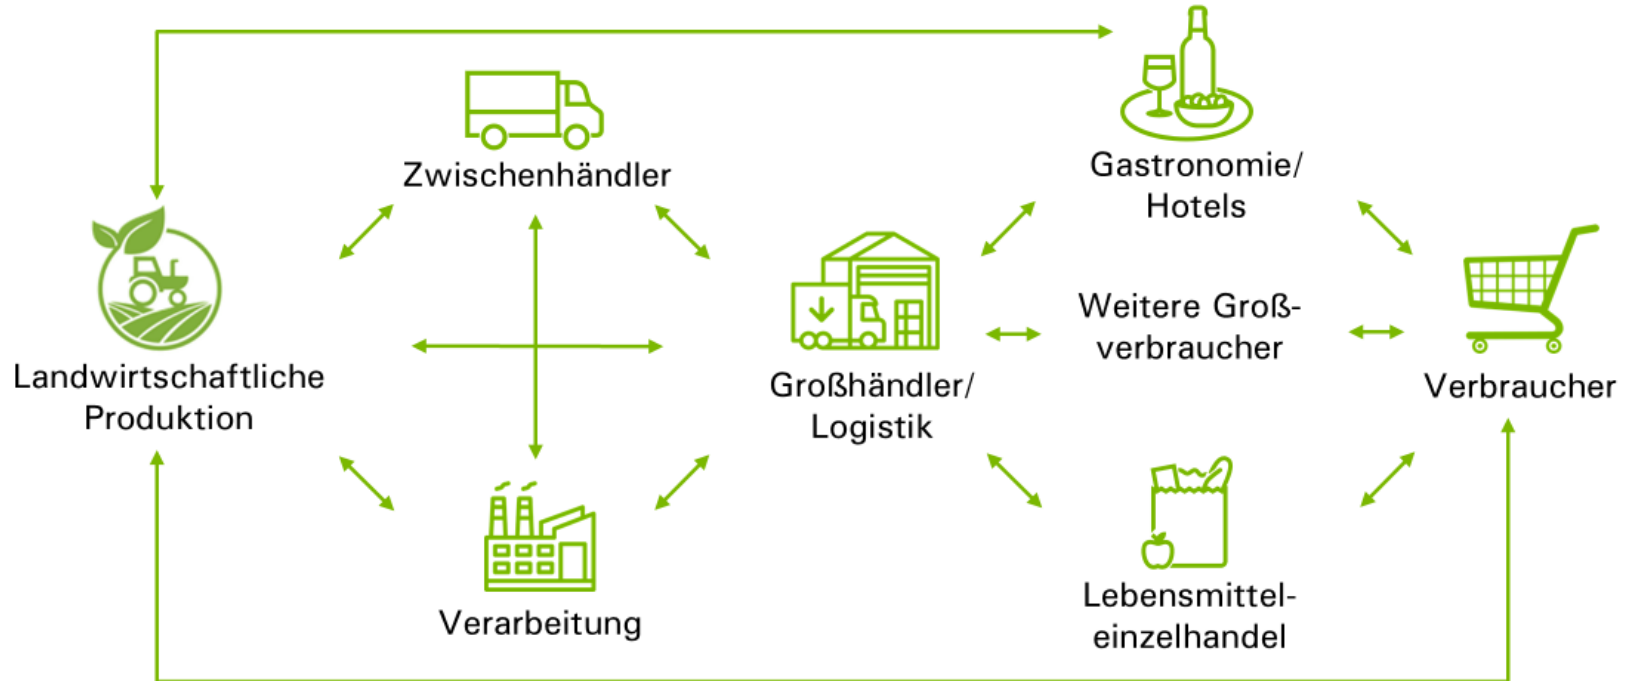 Zwischenhändler
Gastronomie/
Hotels
Landwirtschaftliche
Produktion
Großhändler/
Logistik
Weitere Groß-
verbraucher
Verbraucher
Verarbeitung
Lebensmittel-
einzelhandel